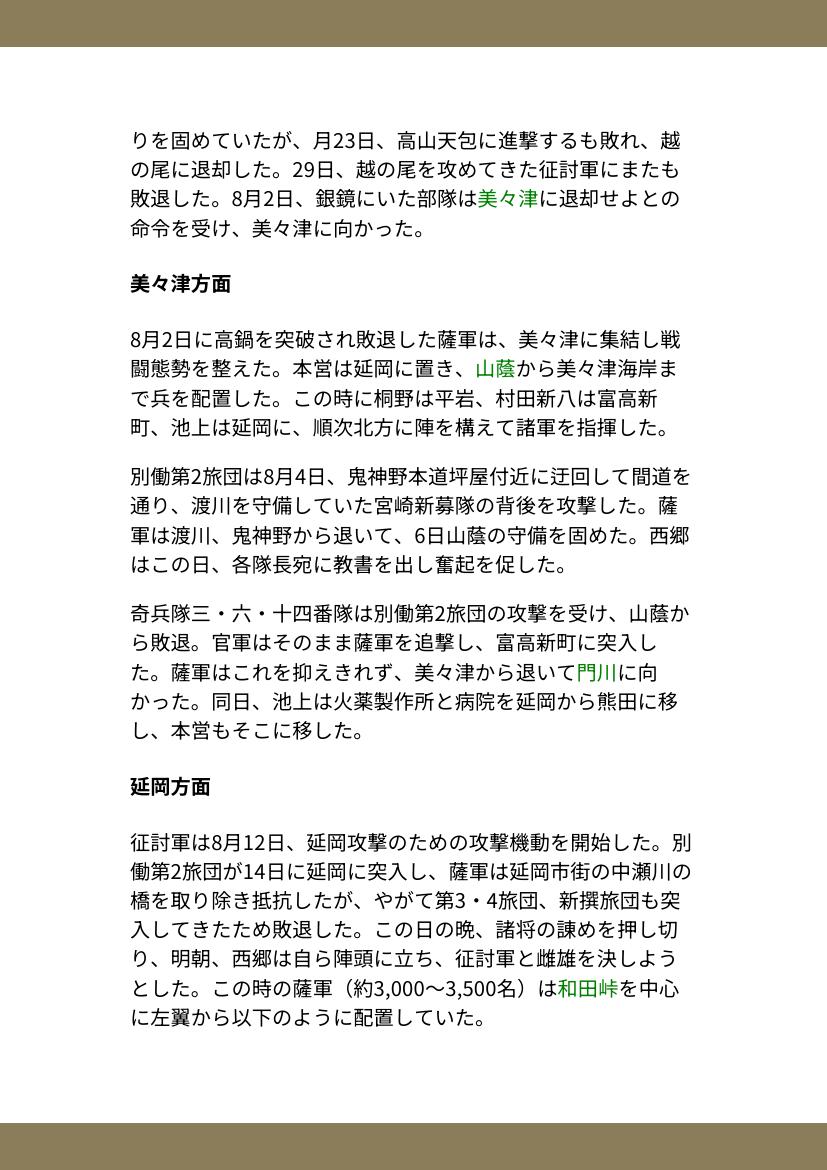 りを固めていたが、月23日、高山天包に進撃するも敗れ、越
の尾に退却した。29日、越の尾を攻めてきた征討軍にまたも
敗退した。8月2日、銀鏡にいた部隊は美々津に退却せよとの
命令を受け、美々津に向かった。
美々津方面
8月2日に高鍋を突破され敗退した薩軍は、美々津に集結し戦
闘態勢を整えた。本営は延岡に置き、山蔭から美々津海岸ま
で兵を配置した。この時に桐野は平岩、村田新八は富高新
町、池上は延岡に、順次北方に陣を構えて諸軍を指揮した。
別働第2旅団は8月4日、鬼神野本道坪屋付近に迂回して間道を
通り、渡川を守備していた宮崎新募隊の背後を攻撃した。薩
軍は渡川、鬼神野から退いて、6日山蔭の守備を固めた。西郷
はこの日、各隊長宛に教書を出し奮起を促した。
奇兵隊三・六・十四番隊は別働第2旅団の攻撃を受け、山蔭か
ら敗退。官軍はそのまま薩軍を追撃し、富高新町に突入し
た。薩軍はこれを抑えきれず、美々津から退いて門川に向
かった。同日、池上は火薬製作所と病院を延岡から熊田に移
し、本営もそこに移した。
延岡方面
征討軍は8月12日、延岡攻撃のための攻撃機動を開始した。別
働第2旅団が14日に延岡に突入し、薩軍は延岡市街の中瀬川の
橋を取り除き抵抗したが、やがて第3・4旅団、新撰旅団も突
入してきたため敗退した。この日の晩、諸将の諌めを押し切
り、明朝、西郷は自ら陣頭に立ち、征討軍と雌雄を決しよう
とした。この時の薩軍（約3,000〜3,500名）は和田峠を中心
に左翼から以下のように配置していた。